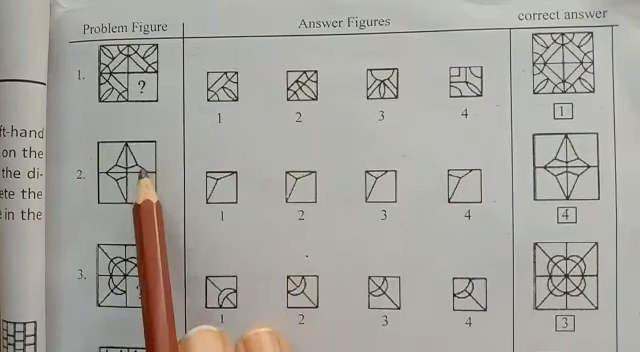 Problem Figure
Answer Figures
correct answer
1.
?
1
2
3
4
1
ft-hand
on the
the di-
ete the
in the
2.
1
2
3
4
4
3.
1
2
3
4
3